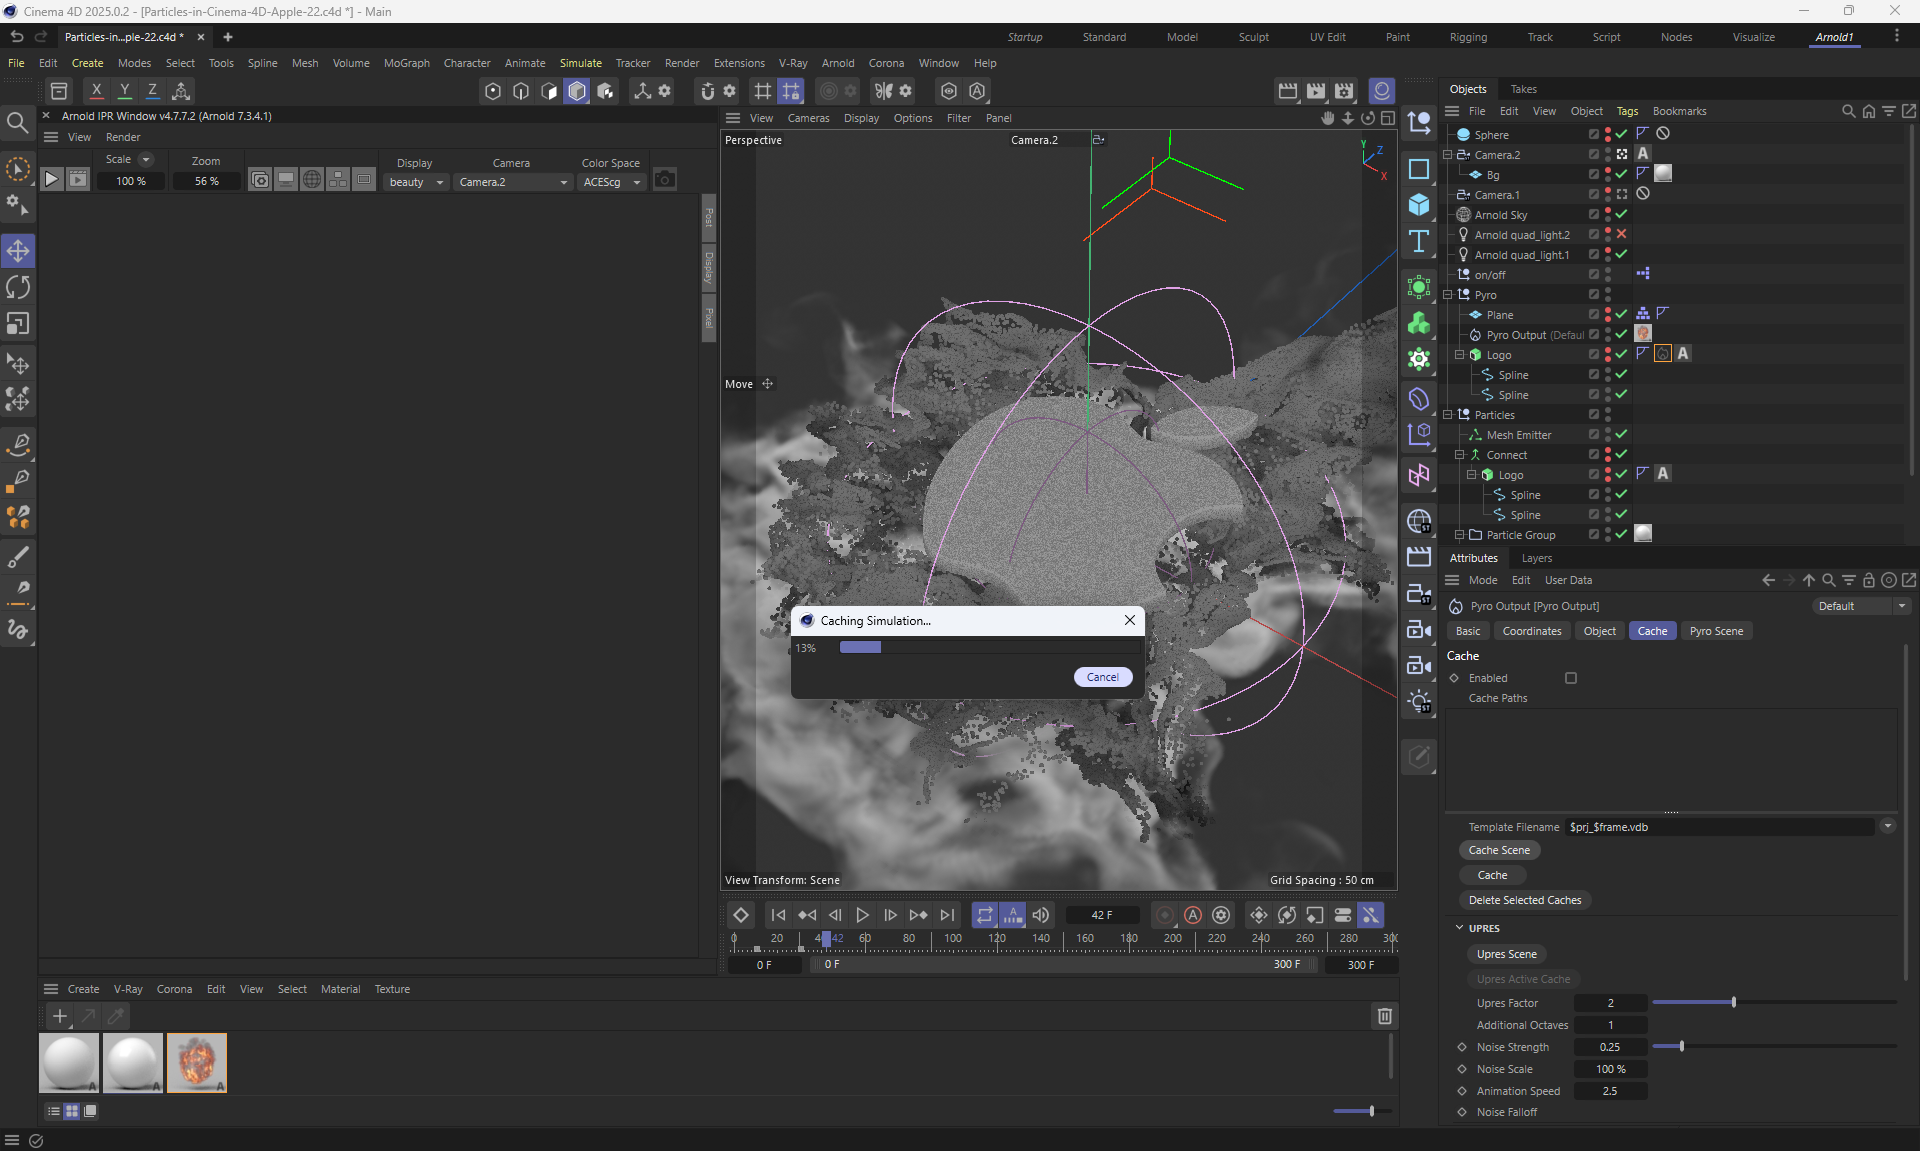 Cinema 4D 2025.0.2 - [Particles-in-Cinema-4D-Apple-22.c4d *] - Main
Particles-in...ple-22.c4d *
Startup Standard Model Sculpt UV Edit Paint Rigging Track Script Nodes Visualize Arnold1
File Edit Create Modes Select Tools Spline Mesh Volume MoGraph Character Animate Simulate Tracker Render Extensions V-Ray Arnold Corona Window Help
X Y Z
Arnold IPR Window v4.7.7.2 (Arnold 7.3.4.1)
View Render
Scale Zoom Display Camera Color Space
100 % 56 % beauty Camera.2 ACEScg
Post
Display
Pixel
View Cameras Display Options Filter Panel
Perspective Camera.2
Y Z X
Move
View Transform: Scene Grid Spacing : 50 cm
Caching Simulation...
13%
Cancel
42 F
0 20 40 42 60 80 100 120 140 160 180 200 220 240 260 280 300
0 F 0 F 300 F 300 F
Create V-Ray Corona Edit View Select Material Texture
Objects Takes
File Edit View Object Tags Bookmarks
Sphere
Camera.2
Bg
Camera.1
Arnold Sky
Arnold quad_light.2
Arnold quad_light.1
on/off
Pyro
Plane
Pyro Output (Defaul
Logo
Spline
Spline
Particles
Mesh Emitter
Connect
Logo
Spline
Spline
Particle Group
Attributes Layers
Mode Edit User Data
Pyro Output [Pyro Output] Default
Basic Coordinates Object Cache Pyro Scene
Cache
Enabled
Cache Paths
Template Filename $prj_$frame.vdb
Cache Scene
Cache
Delete Selected Caches
UPRES
Upres Scene
Upres Active Cache
Upres Factor 2
Additional Octaves 1
Noise Strength 0.25
Noise Scale 100 %
Animation Speed 2.5
Noise Falloff